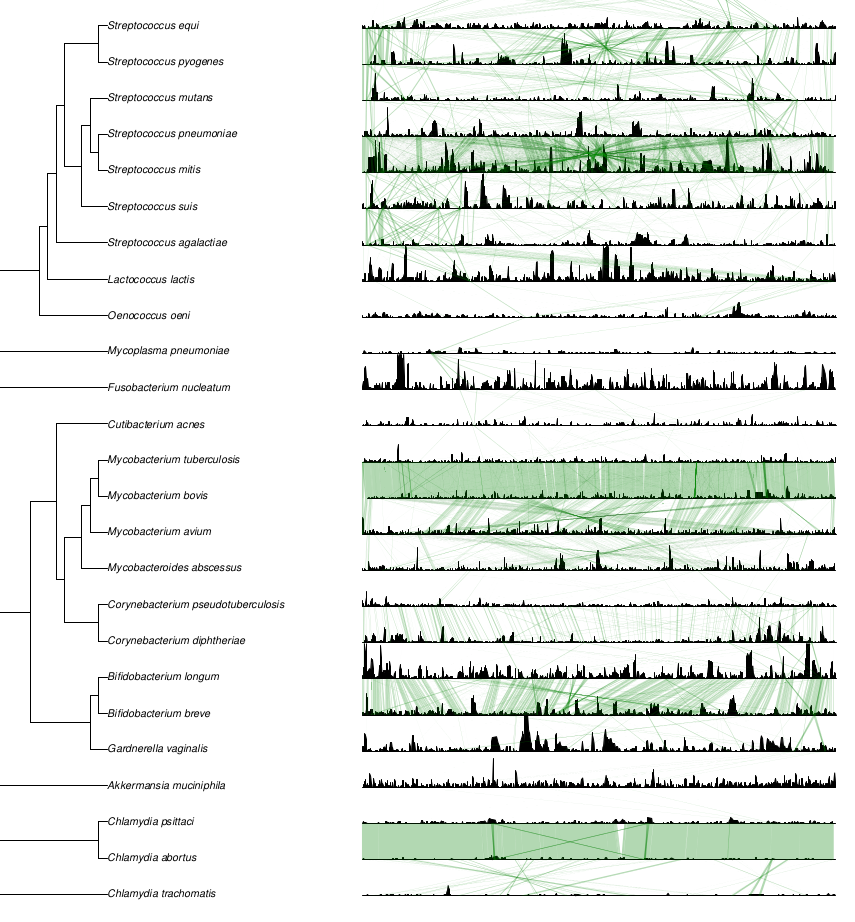 Streptococcus equi
Streptococcus pyogenes
Streptococcus mutans
Streptococcus pneumoniae
Streptococcus mitis
Streptococcus suis
Streptococcus agalactiae
Lactococcus lactis
Oenococcus oeni
Mycoplasma pneumoniae
Fusobacterium nucleatum
Cutibacterium acnes
Mycobacterium tuberculosis
Mycobacterium bovis
Mycobacterium avium
Mycobacteroides abscessus
Corynebacterium pseudotuberculosis
Corynebacterium diphtheriae
Bifidobacterium longum
Bifidobacterium breve
Gardnerella vaginalis
Akkermansia muciniphila
Chlamydia psittaci
Chlamydia abortus
Chlamydia trachomatis